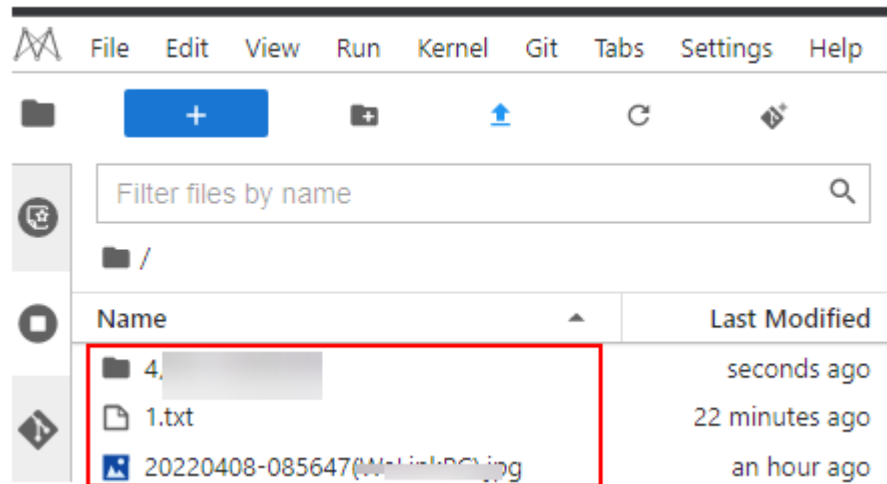 File Edit View Run Kernel Git Tabs Settings Help
+
Filter files by name
/
Name Last Modified
4, seconds ago
1.txt 22 minutes ago
20220408-085647( .jpg an hour ago